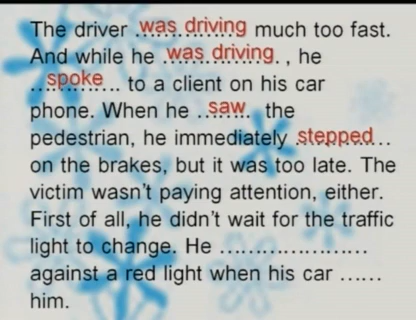 The driver ..was driving.. much too fast.
And while he ..was driving.. , he
...spoke..... to a client on his car
phone. When he ..saw.. the
pedestrian, he immediately stepped...
on the brakes, but it was too late. The
victim wasn't paying attention, either.
First of all, he didn't wait for the traffic
light to change. He .....................
against a red light when his car ......
him.